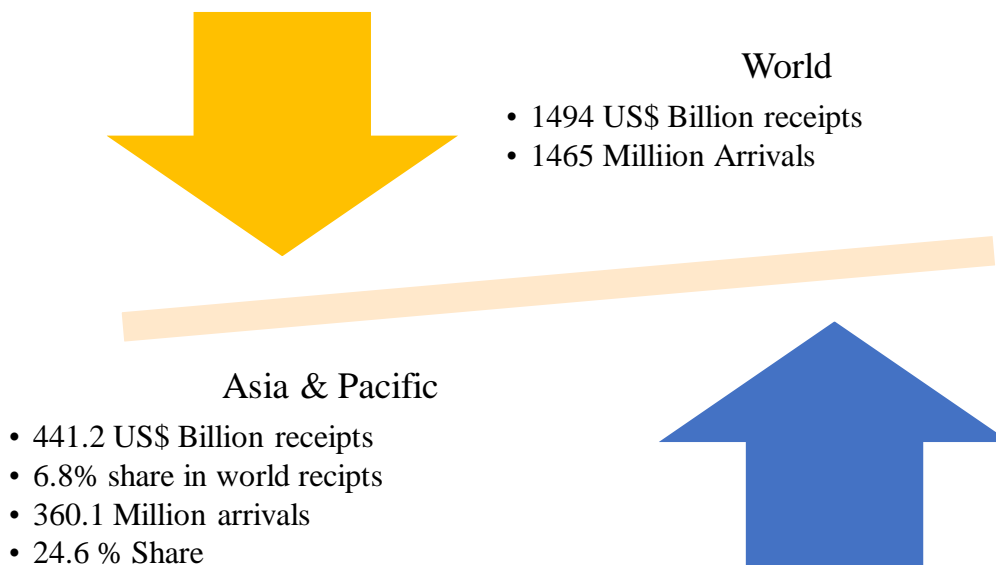 World
• 1494 US$ Billion receipts
• 1465 Milliion Arrivals
Asia & Pacific
• 441.2 US$ Billion receipts
• 6.8% share in world recipts
• 360.1 Million arrivals
• 24.6 % Share